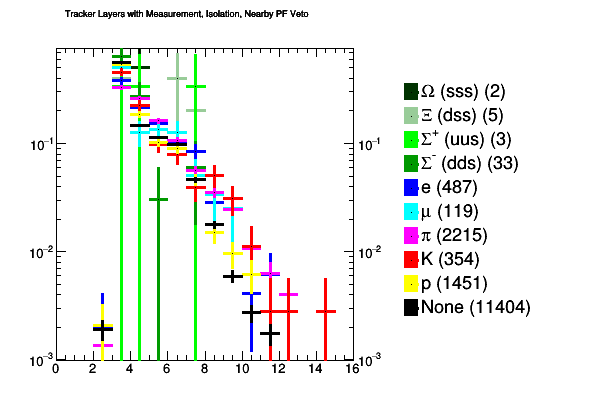 Tracker Layers with Measurement, Isolation, Nearby PF Veto
Ω (sss) (2)
Ξ (dss) (5)
Σ⁺ (uus) (3)
Σ⁻ (dds) (33)
e (487)
μ (119)
π (2215)
K (354)
p (1451)
None (11404)
10⁻¹ 10⁻¹
10⁻² 10⁻²
10⁻³ 10⁻³
0 2 4 6 8 10 12 14 16